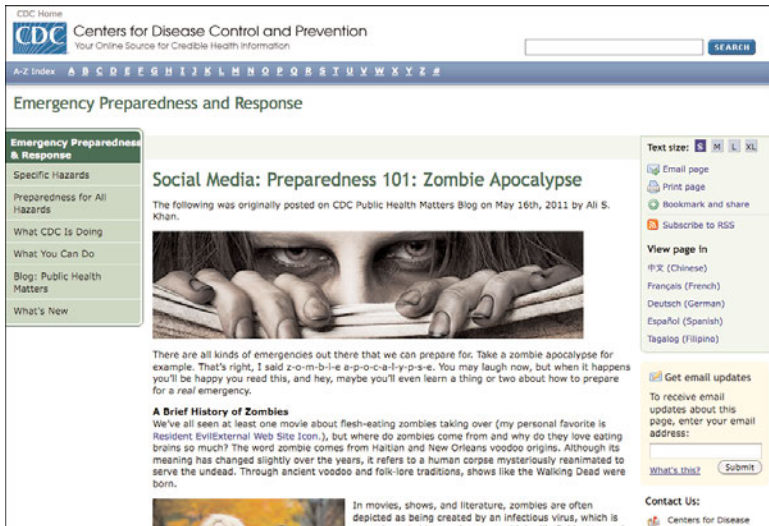 CDC Home
CDC
Centers for Disease Control and Prevention
Your Online Source for Credible Health Information
SEARCH
A-Z Index A B C D E F G H I J K L M N O P Q R S T U V W X Y Z #
Emergency Preparedness and Response
Emergency Preparedness
& Response
Specific Hazards
Preparedness for All
Hazards
What CDC Is Doing
What You Can Do
Blog: Public Health
Matters
What's New
Social Media: Preparedness 101: Zombie Apocalypse
The following was originally posted on CDC Public Health Matters Blog on May 16th, 2011 by Ali S.
Khan.
There are all kinds of emergencies out there that we can prepare for. Take a zombie apocalypse for
example. That's right, I said z-o-m-b-i-e a-p-o-c-a-l-y-p-s-e. You may laugh now, but when it happens
you'll be happy you read this, and hey, maybe you'll even learn a thing or two about how to prepare
for a real emergency.
A Brief History of Zombies
We've all seen at least one movie about flesh-eating zombies taking over (my personal favorite is
Resident EvilExternal Web Site Icon.), but where do zombies come from and why do they love eating
brains so much? The word zombie comes from Haitian and New Orleans voodoo origins. Although its
meaning has changed slightly over the years, it refers to a human corpse mysteriously reanimated to
serve the undead. Through ancient voodoo and folk-lore traditions, shows like the Walking Dead were
born.
In movies, shows, and literature, zombies are often
depicted as being created by an infectious virus, which is
Text size: S M L XL
Email page
Print page
Bookmark and share
Subscribe to RSS
View page in
中文 (Chinese)
Français (French)
Deutsch (German)
Español (Spanish)
Tagalog (Filipino)
Get email updates
To receive email
updates about this
page, enter your email
address:
What's this? Submit
Contact Us:
Centers for Disease